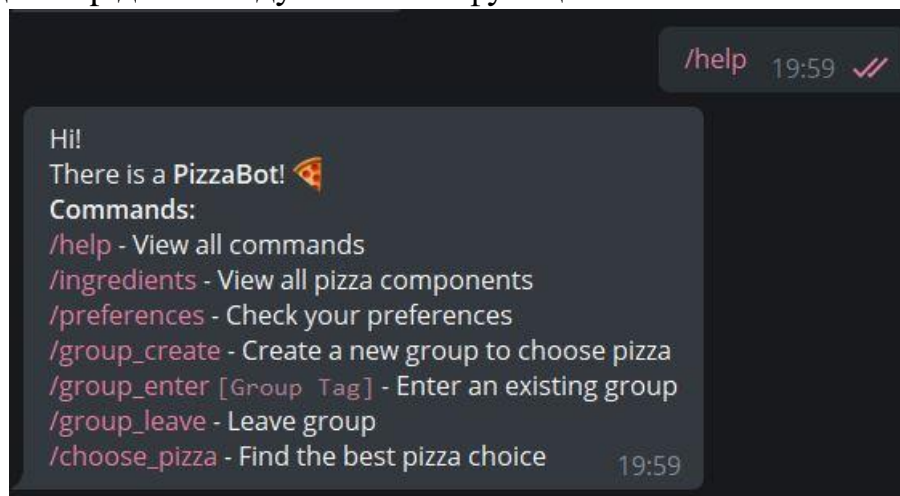 /help 19:59
Hi!
There is a PizzaBot! 🍕
Commands:
/help - View all commands
/ingredients - View all pizza components
/preferences - Check your preferences
/group_create - Create a new group to choose pizza
/group_enter [Group Tag] - Enter an existing group
/group_leave - Leave group
/choose_pizza - Find the best pizza choice
19:59